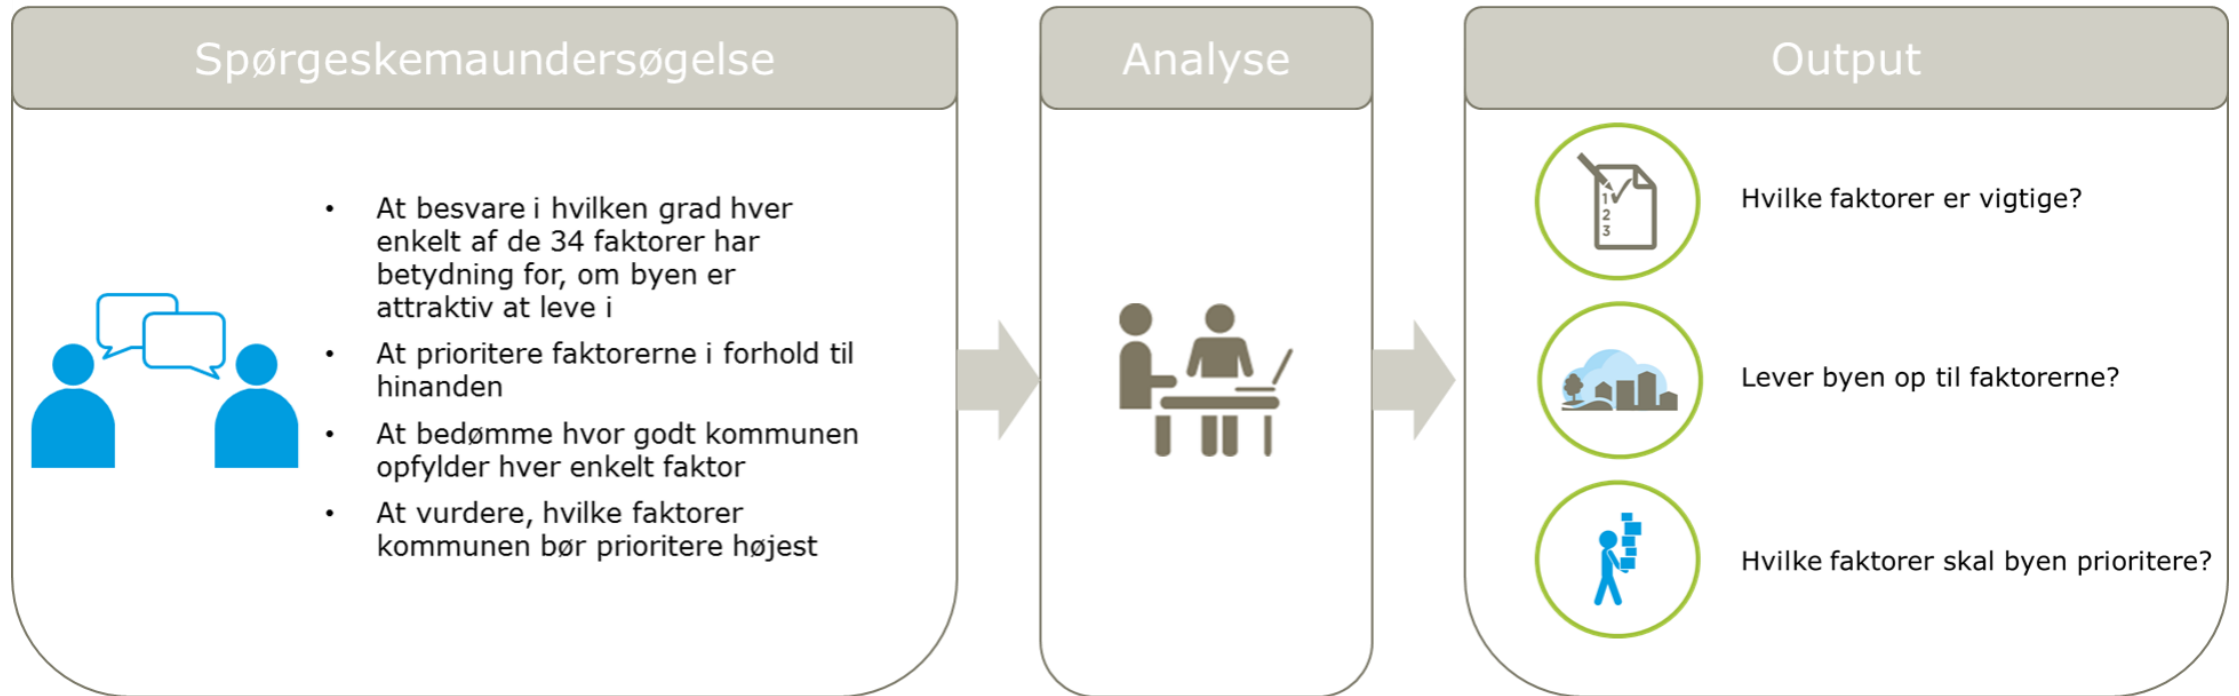 Spørgeskemaundersøgelse
• At besvare i hvilken grad hver
enkelt af de 34 faktorer har
betydning for, om byen er
attraktiv at leve i
• At prioritere faktorerne i forhold til
hinanden
• At bedømme hvor godt kommunen
opfylder hver enkelt faktor
• At vurdere, hvilke faktorer
kommunen bør prioritere højest
Analyse
Output
1
2
3
Hvilke faktorer er vigtige?
Lever byen op til faktorerne?
Hvilke faktorer skal byen prioritere?